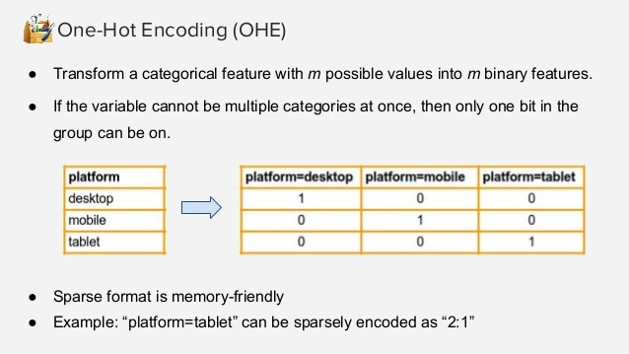 One-Hot Encoding (OHE)
● Transform a categorical feature with m possible values into m binary features.
● If the variable cannot be multiple categories at once, then only one bit in the
group can be on.
platform
desktop
mobile
tablet
platform=desktop platform=mobile platform=tablet
1 0 0
0 1 0
0 0 1
● Sparse format is memory-friendly
● Example: “platform=tablet” can be sparsely encoded as “2:1”